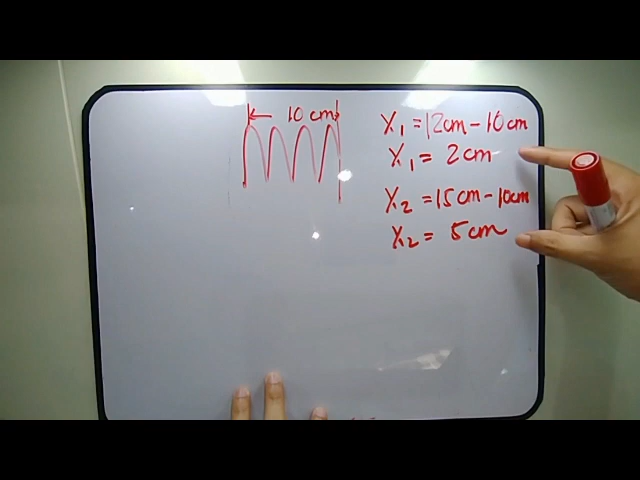 10 cm
X₁ = 12cm - 10cm
X₁ = 2cm
X₂ = 15cm - 10cm
X₂ = 5cm